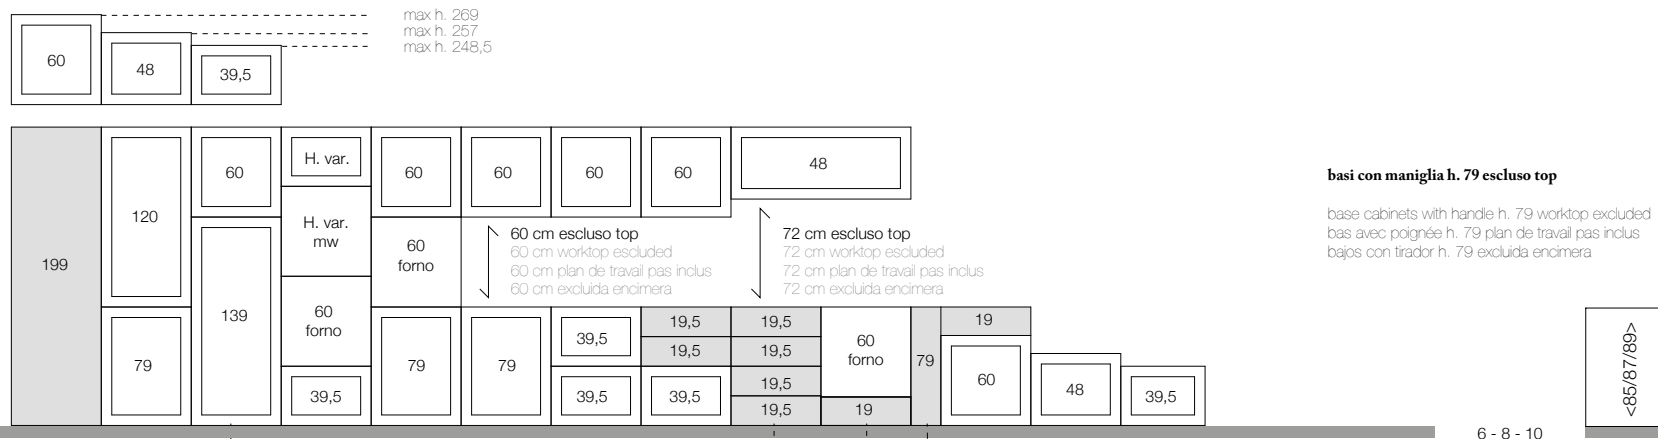 max h. 269
max h. 257
max h. 248,5
60
48
39,5
199
120
79
60
139
H. var.
H. var.
mw
60
forno
39,5
60
60
forno
79
60
79
60
39,5
39,5
60
19,5
19,5
39,5
48
60 cm escluso top
60 cm worktop escluded
60 cm plan de travail pas inclus
60 cm excluida encimera
72 cm escluso top
72 cm worktop escluded
72 cm plan de travail pas inclus
72 cm excluida encimera
19,5
19,5
19,5
19,5
60
forno
19
79
19
60
48
39,5
basi con maniglia h. 79 escluso top
base cabinets with handle h. 79 worktop excluded
bas avec poignée h. 79 plan de travail pas inclus
bajos con tirador h. 79 excluida encimera
<85/87/89>
6 - 8 - 10